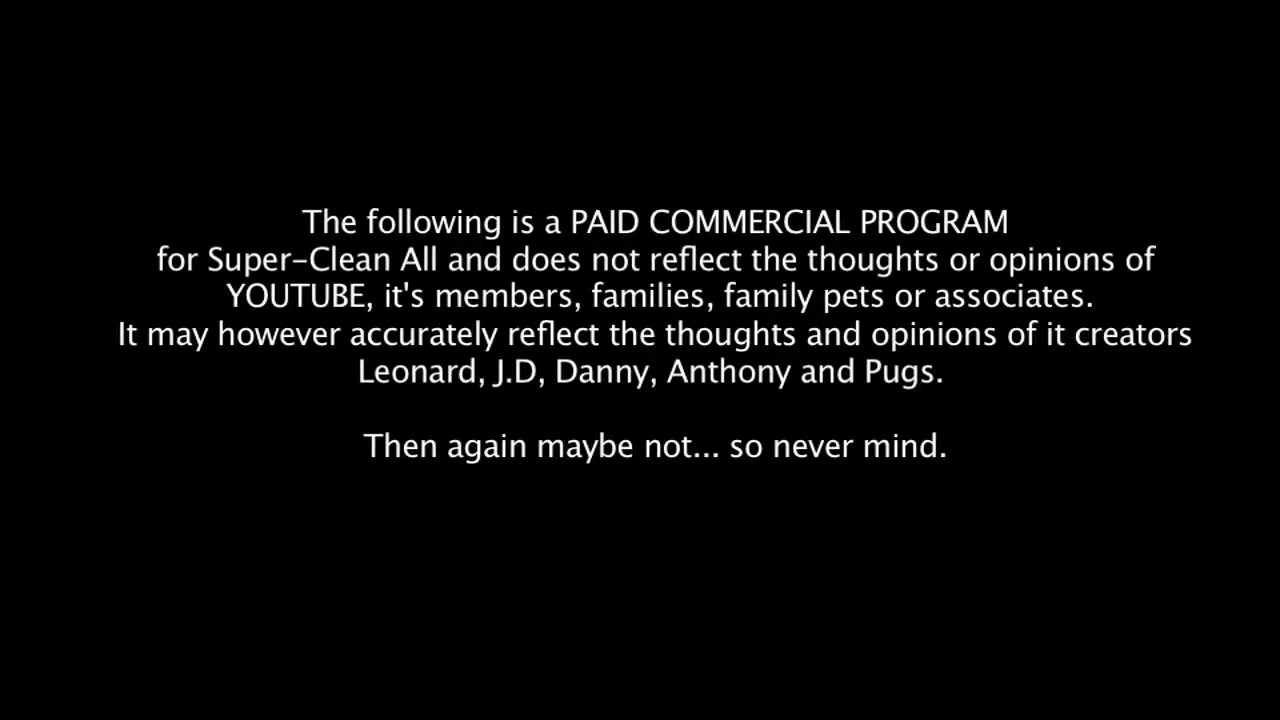 The following is a PAID COMMERCIAL PROGRAM
for Super-Clean All and does not reflect the thoughts or opinions of
YOUTUBE, it's members, families, family pets or associates.
It may however accurately reflect the thoughts and opinions of it creators
Leonard, J.D, Danny, Anthony and Pugs.
Then again maybe not... so never mind.